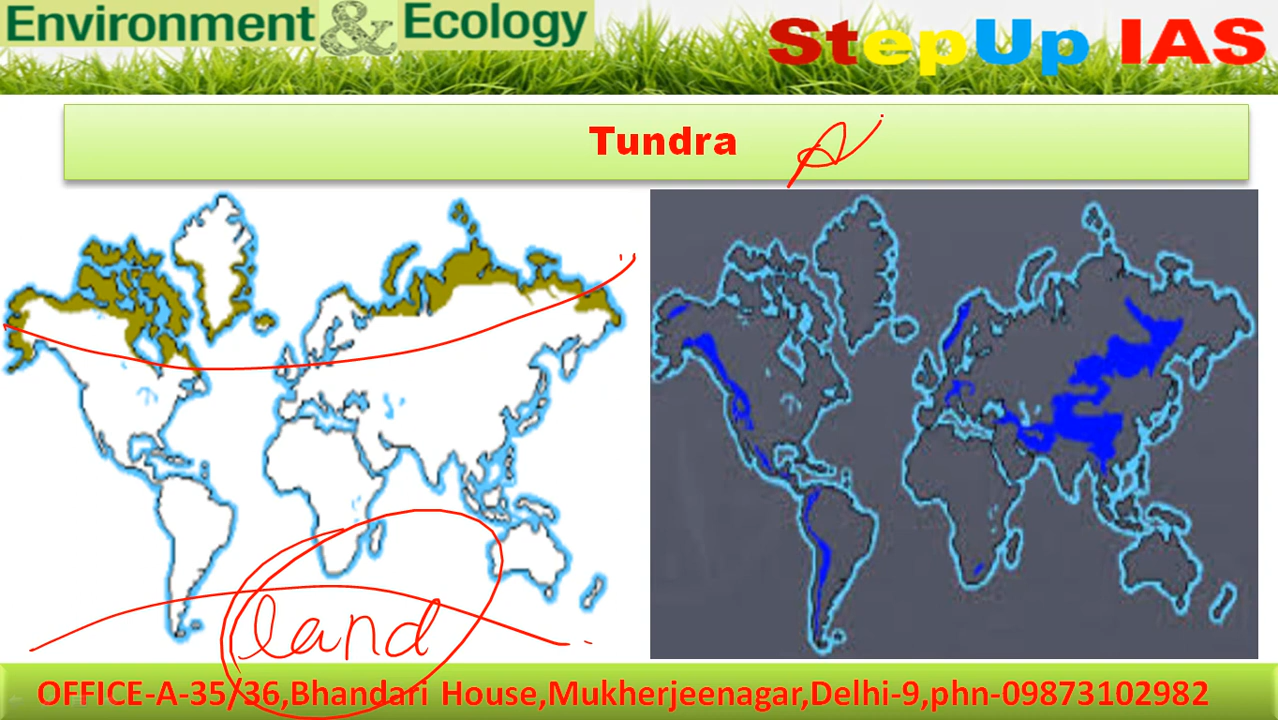 Environment & Ecology
StepUp IAS
Tundra
land
OFFICE-A-35/36,Bhandari House,Mukherjeenagar,Delhi-9,phn-09873102982